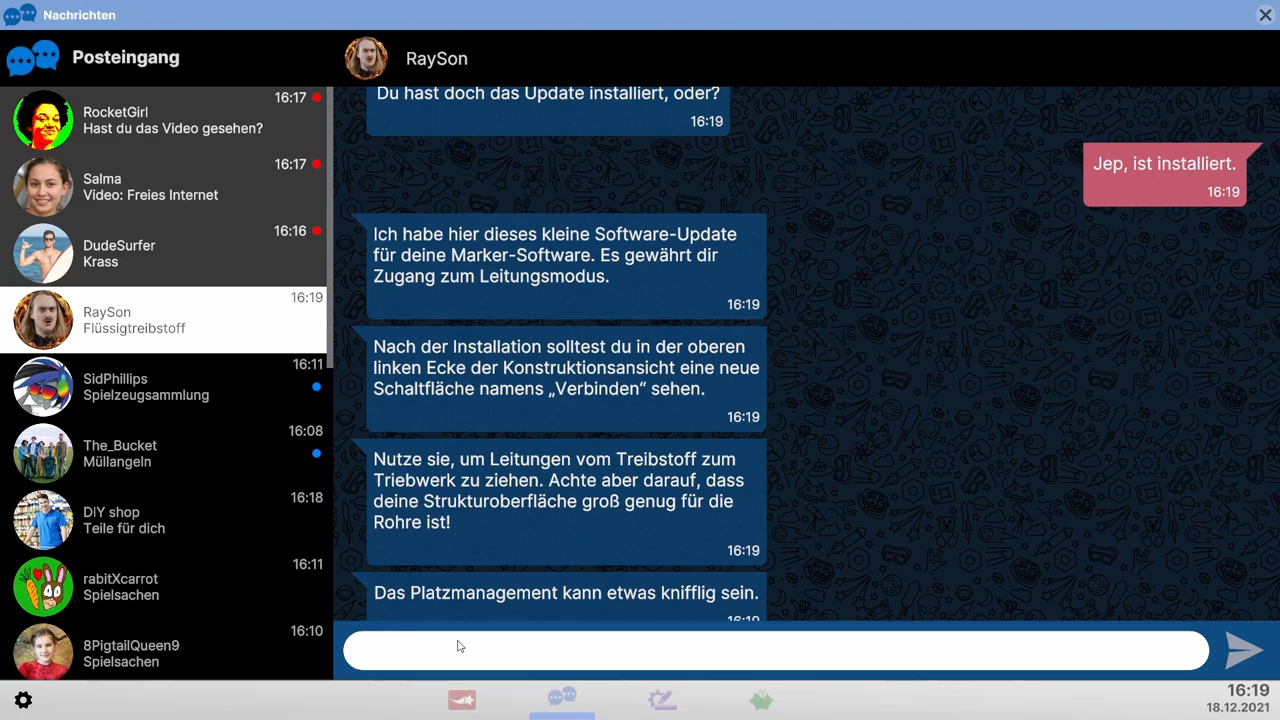 Nachrichten
Posteingang
RocketGirl
16:17
Hast du das Video gesehen?
Salma
16:17
Video: Freies Internet
DudeSurfer
16:16
Krass
RaySon
16:19
Flüssigtreibstoff
SidPhillips
16:11
Spielzeugsammlung
The_Bucket
16:08
Müllangeln
DIY shop
16:18
Teile für dich
rabitXcarrot
16:11
Spielsachen
8PigtailQueen9
16:10
Spielsachen
RaySon
Du hast doch das Update installiert, oder?
16:19
Jep, ist installiert.
16:19
Ich habe hier dieses kleine Software-Update
für deine Marker-Software. Es gewährt dir
Zugang zum Leitungsmodus.
16:19
Nach der Installation solltest du in der oberen
linken Ecke der Konstruktionsansicht eine neue
Schaltfläche namens „Verbinden“ sehen.
16:19
Nutze sie, um Leitungen vom Treibstoff zum
Triebwerk zu ziehen. Achte aber darauf, dass
deine Strukturoberfläche groß genug für die
Rohre ist!
16:19
Das Platzmanagement kann etwas knifflig sein.
16:19
16:19
18.12.2021